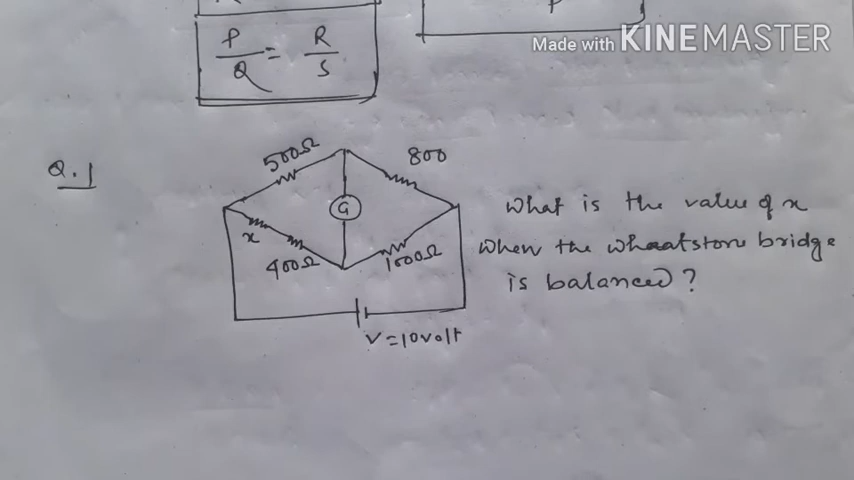 P
Made with KINEMASTER
P R
— = —
Q S
Q.1
500Ω 800
G
x
400Ω 1000Ω
V=10volt
What is the value of x
when the wheatstone bridge
is balanced?